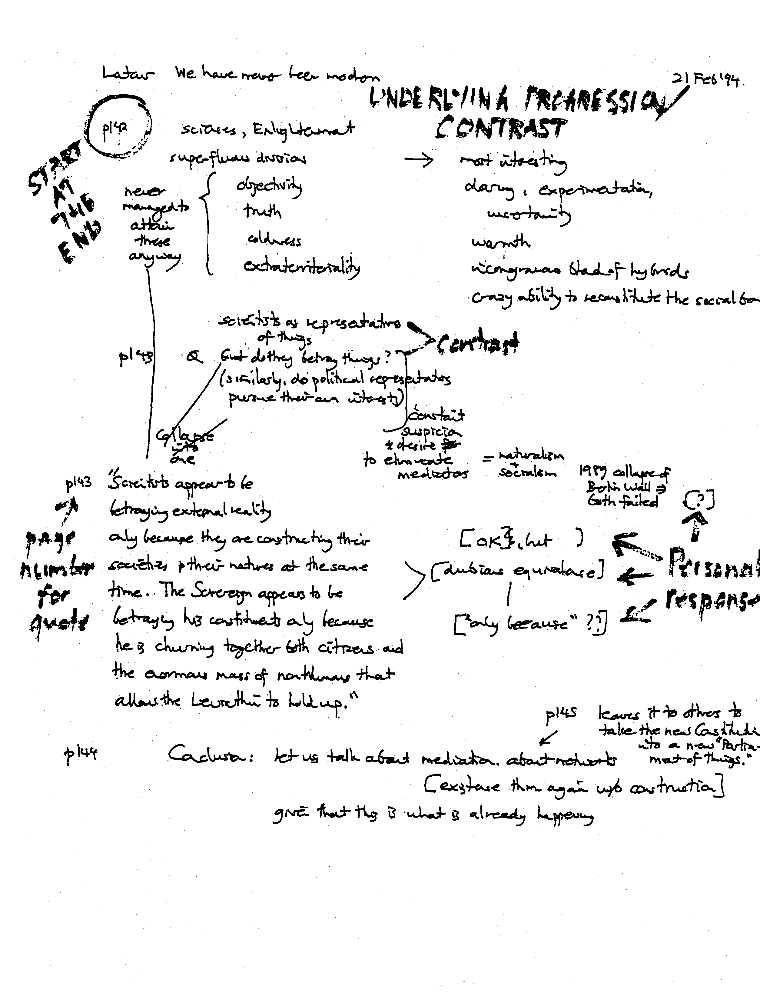 Latour We have never been modern
21 Feb '94.
UNDERLYING PROGRESSION/
CONTRAST
START
AT
THE
END
p142 sciences, Enlightenment
superfluous divisions → most interesting
never
managed to
attain
these
anyway
objectivity daring, experimentation,
truth uncertainty
coldness warmth
extraterritoriality incongruous blend of hybrids
crazy ability to reconstitute the social bo
scientists as representatives
of things
contrast
p143 Q But do they betray things?
(similarly, do political representatives
pursue their own interests)
collapse
into
one
constant
suspicion
+ desire
to eliminate
mediators
= naturalism
+
socialism
1989 collapse of
Berlin Wall ⇒
both failed
[?]
p143 "Scientists appear to be
betraying external reality
only because they are constructing their
societies & their natures at the same
time. The Sovereign appears to be
betraying his constituents only because
he is churning together both citizens and
the enormous mass of nonhumans that
allows the Leviathan to hold up."
page
number
for
quote
[OK], but ]
[dubious equivalence]
["only because" ??]
Personal
response
p145 leaves it to others to
take the new Constituti
into a new "Parlia-
ment of things."
p144 Conclusion: let us talk about mediation, about networks
[existence thm again w/o construction]
given that this is what is already happening